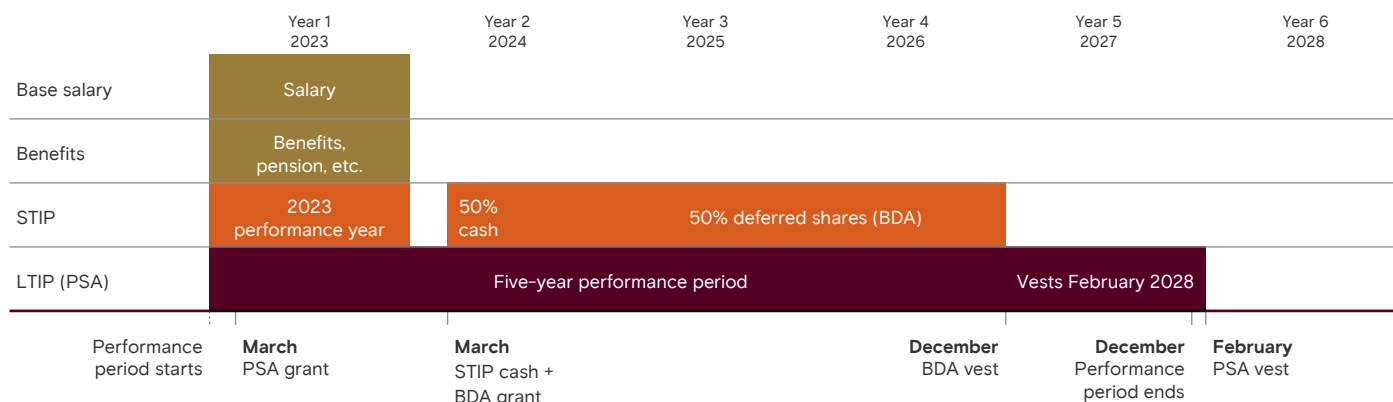 Year 1
2023
Year 2
2024
Year 3
2025
Year 4
2026
Year 5
2027
Year 6
2028
Base salary
Salary
Benefits
Benefits,
pension, etc.
STIP
2023
performance year
50%
cash
50% deferred shares (BDA)
LTIP (PSA)
Five-year performance period
Vests February 2028
Performance
period starts
March
PSA grant
March
STIP cash +
BDA grant
December
BDA vest
December
Performance
period ends
February
PSA vest